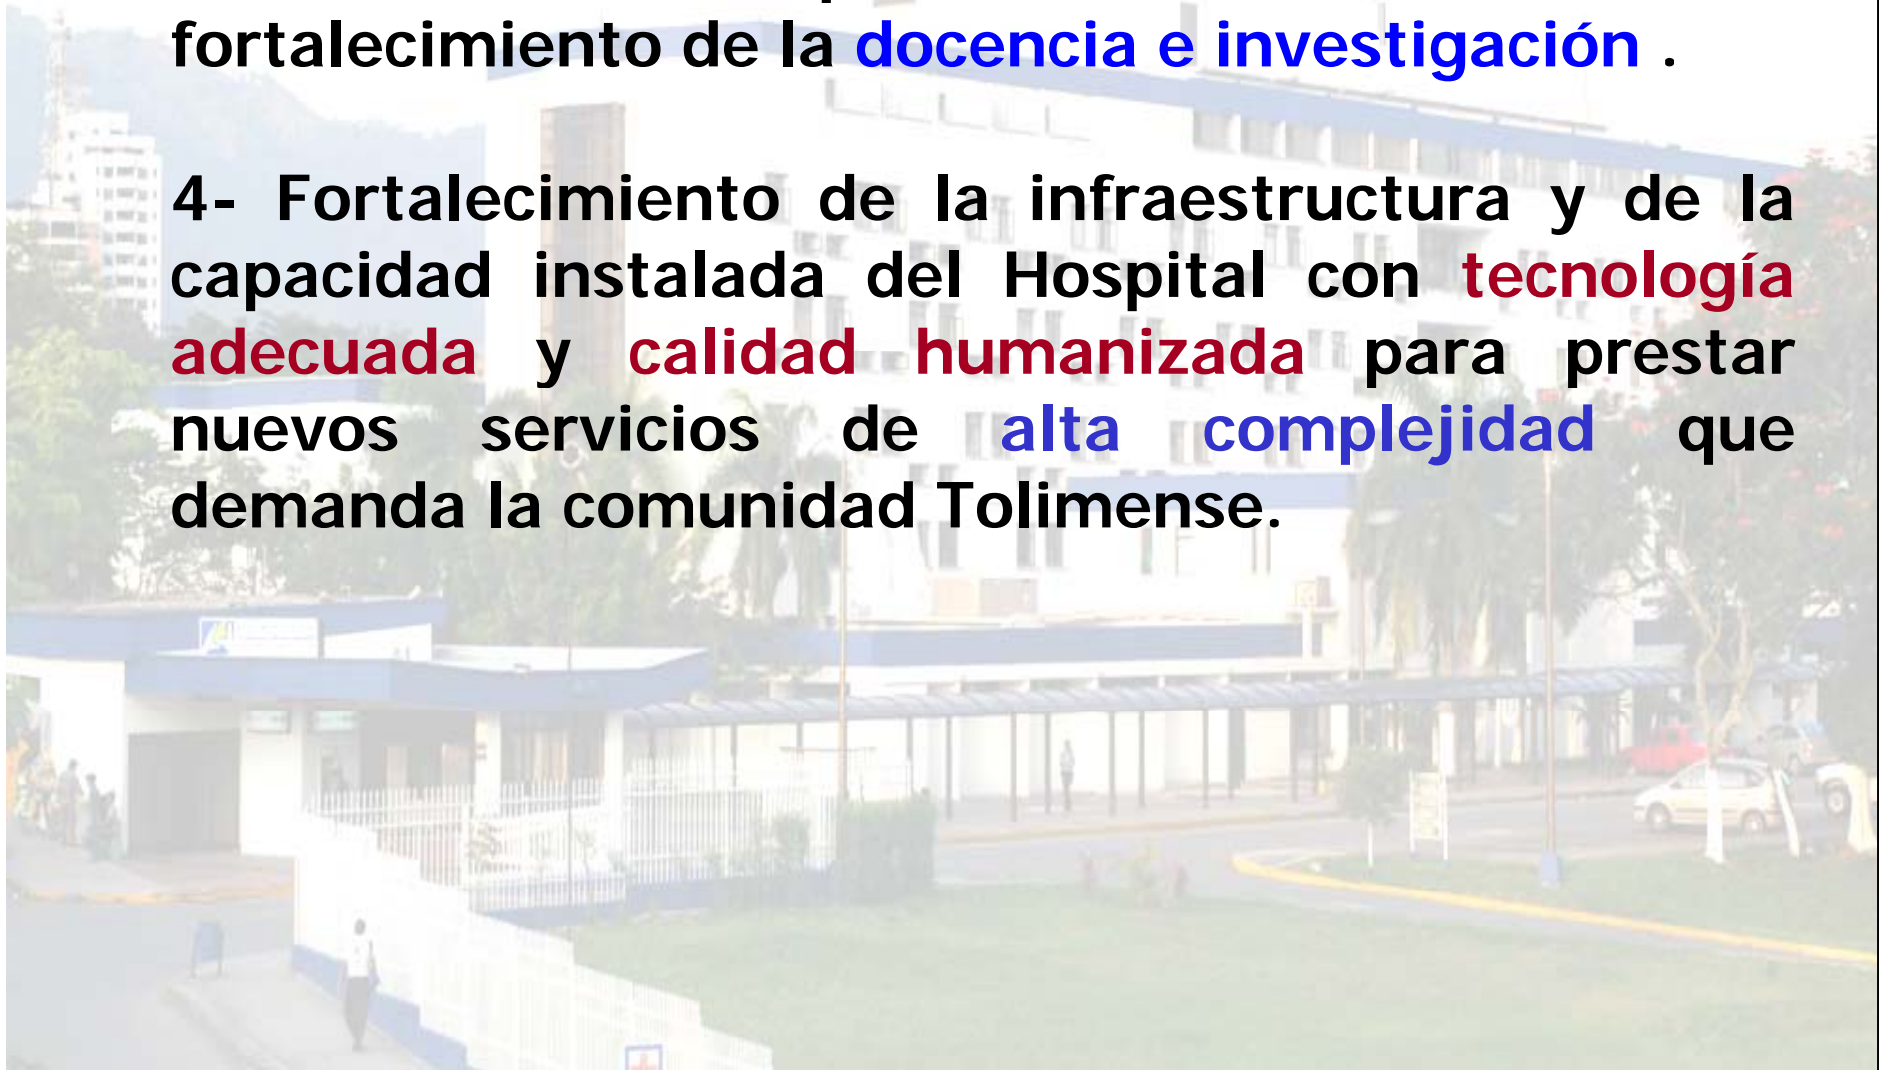 fortalecimiento de la docencia e investigación .
4- Fortalecimiento de la infraestructura y de la
capacidad instalada del Hospital con tecnología
adecuada y calidad humanizada para prestar
nuevos servicios de alta complejidad que
demanda la comunidad Tolimense.